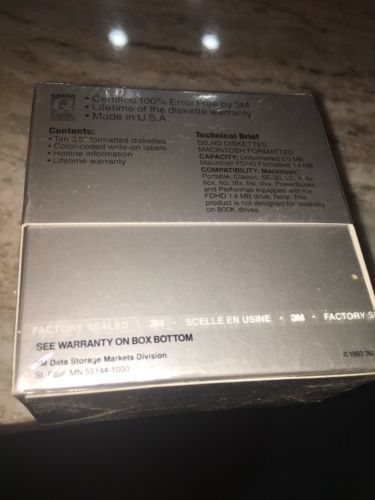 • Certified 100% Error Free by 3M
• Lifetime of the diskette warranty
• Made in U.S.A.
Contents:
• Ten 3.5" formatted diskettes
• Color-coded write-on labels
• Hotline information
• Lifetime warranty
Technical Brief
DS, HD DISKETTES
MACINTOSH FORMATTED
CAPACITY: Unformatted 2.0 MB
Macintosh FDHD Formatted 1.4 MB
COMPATIBILITY: Macintosh
Portable, Classic, SE/30, LC, II, IIx,
IIcx, IIci, IIfx, IIsi, IIvx, PowerBooks
and Performas equipped with the
FDHD 1.4 MB drive. Note: This
product is not designed for reliability
on 800K drives.
FACTORY SEALED • 3M • SCELLÉ EN USINE • 3M • FACTORY S
SEE WARRANTY ON BOX BOTTOM
3M Data Storage Markets Division
St. Paul, MN 55144-1000
© 1993 3M